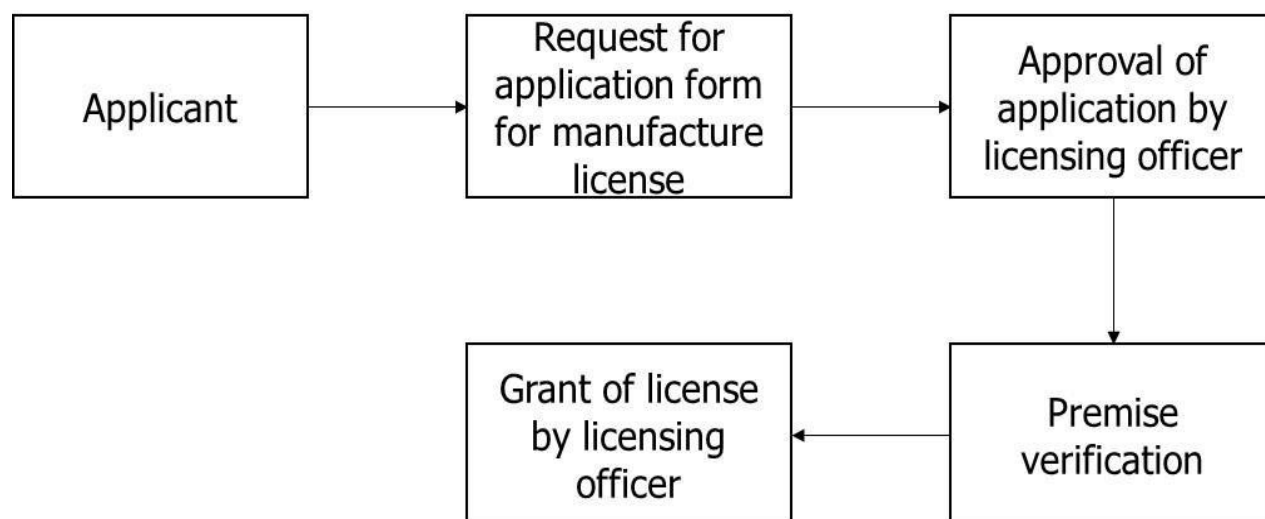 Applicant
Request for
application form
for manufacture
license
Approval of
application by
licensing officer
Premise
verification
Grant of license
by licensing
officer